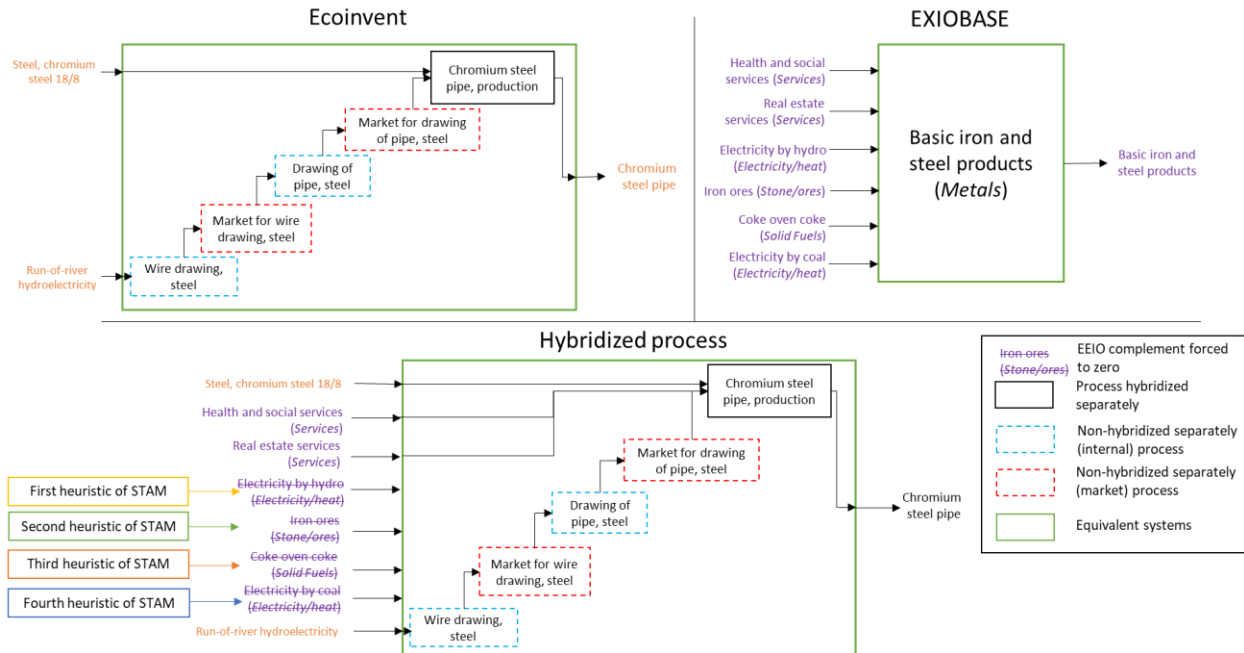 Ecoinvent
Steel, chromium
steel 18/8
Chromium steel
pipe, production
Market for drawing
of pipe, steel
Drawing of
pipe, steel
Market for wire
drawing, steel
Run-of-river
hydroelectricity
Wire drawing,
steel
Chromium
steel pipe
EXIOBASE
Health and social
services (Services)
Real estate
services (Services)
Electricity by hydro
(Electricity/heat)
Iron ores (Stone/ores)
Coke oven coke
(Solid Fuels)
Electricity by coal
(Electricity/heat)
Basic iron and
steel products
(Metals)
Basic iron and
steel products
Hybridized process
Steel, chromium steel 18/8
Health and social services
(Services)
Real estate services
(Services)
First heuristic of STAM
Electricity by hydro
(Electricity/heat)
Second heuristic of STAM
Iron ores
(Stone/ores)
Third heuristic of STAM
Coke oven coke
(Solid Fuels)
Fourth heuristic of STAM
Electricity by coal
(Electricity/heat)
Run-of-river hydroelectricity
Chromium steel
pipe, production
Market for drawing
of pipe, steel
Drawing of
pipe, steel
Market for wire
drawing, steel
Wire drawing,
steel
Chromium
steel pipe
Iron ores
(Stone/ores)
EEIO complement forced
to zero
Process hybridized
separately
Non-hybridized separately
(internal) process
Non-hybridized separately
(market) process
Equivalent systems